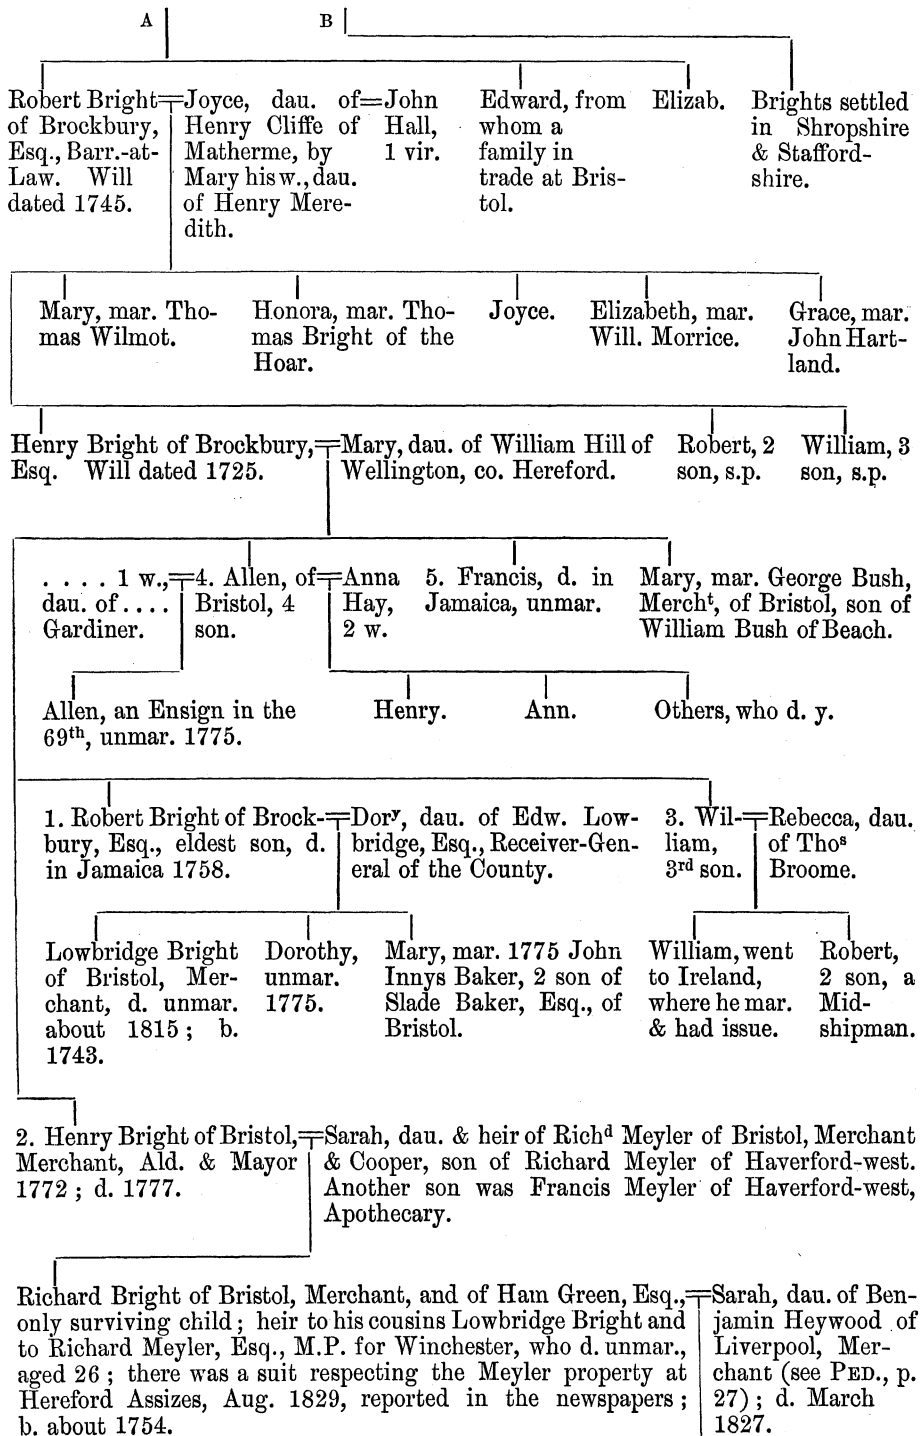 A B
Robert Bright=Joyce, dau. of=John
of Brockbury, Henry Cliffe of Hall,
Esq., Barr.-at- Matherme, by 1 vir.
Law. Will Mary his w., dau.
dated 1745. of Henry Mere-
dith.
Edward, from
whom a
family in
trade at Bris-
tol.
Elizab.
Brights settled
in Shropshire
& Stafford-
shire.
Mary, mar. Tho-
mas Wilmot.
Honora, mar. Tho-
mas Bright of the
Hoar.
Joyce.
Elizabeth, mar.
Will. Morrice.
Grace, mar.
John Hart-
land.
Henry Bright of Brockbury,=Mary, dau. of William Hill of
Esq. Will dated 1725. Wellington, co. Hereford.
Robert, 2
son, s.p.
William, 3
son, s.p.
. . . . 1 w.,=4. Allen, of=Anna
dau. of . . . . Bristol, 4 Hay,
Gardiner. son. 2 w.
5. Francis, d. in
Jamaica, unmar.
Mary, mar. George Bush,
Mercht, of Bristol, son of
William Bush of Beach.
Allen, an Ensign in the
69th, unmar. 1775.
Henry.
Ann.
Others, who d. y.
1. Robert Bright of Brock-=Dory, dau. of Edw. Low-
bury, Esq., eldest son, d. bridge, Esq., Receiver-Gen-
in Jamaica 1758. eral of the County.
3. Wil-=Rebecca, dau.
liam, of Thos
3rd son. Broome.
Lowbridge Bright
of Bristol, Mer-
chant, d. unmar.
about 1815; b.
1743.
Dorothy,
unmar.
1775.
Mary, mar. 1775 John
Innys Baker, 2 son of
Slade Baker, Esq., of
Bristol.
William, went
to Ireland,
where he mar.
& had issue.
Robert,
2 son, a
Mid-
shipman.
2. Henry Bright of Bristol,=Sarah, dau. & heir of Richd Meyler of Bristol, Merchant
Merchant, Ald. & Mayor & Cooper, son of Richard Meyler of Haverford-west.
1772; d. 1777. Another son was Francis Meyler of Haverford-west,
Apothecary.
Richard Bright of Bristol, Merchant, and of Ham Green, Esq.,=Sarah, dau. of Ben-
only surviving child; heir to his cousins Lowbridge Bright and jamin Heywood of
to Richard Meyler, Esq., M.P. for Winchester, who d. unmar., Liverpool, Mer-
aged 26; there was a suit respecting the Meyler property at chant (see PED., p.
Hereford Assizes, Aug. 1829, reported in the newspapers; 27); d. March
b. about 1754. 1827.